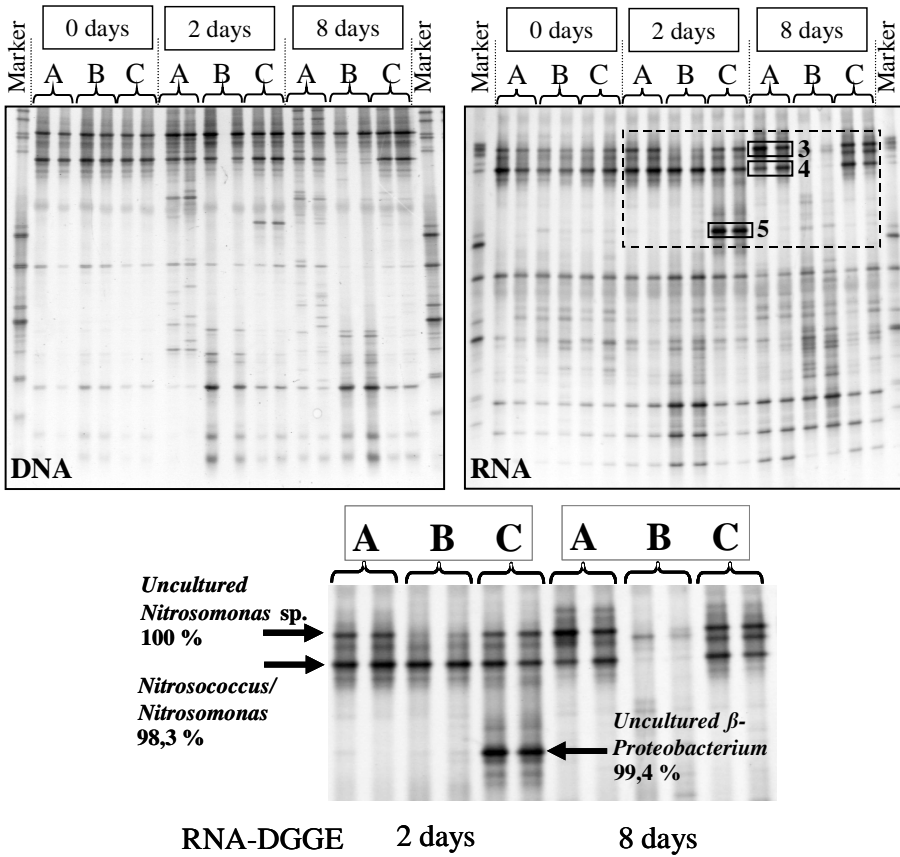 Marker 0 days 2 days 8 days Marker
A B C A B C A B C
DNA
Marker 0 days 2 days 8 days Marker
A B C A B C A B C
3
4
5
RNA
A B C A B C
Uncultured
Nitrosomonas sp.
100 %
Nitrosococcus/
Nitrosomonas
98,3 %
Uncultured ß-
Proteobacterium
99,4 %
RNA-DGGE 2 days 8 days